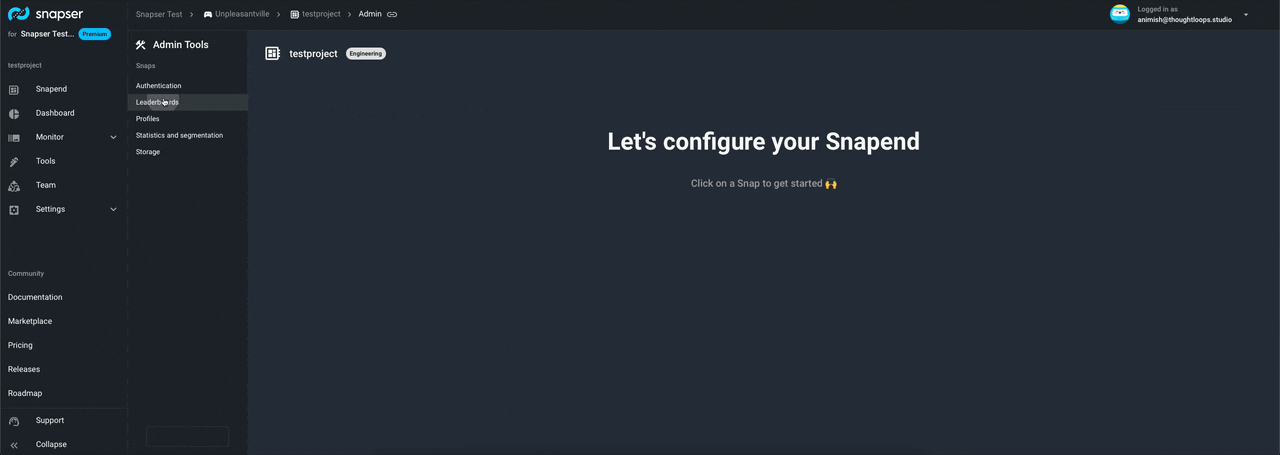 snapser
for Snapser Test... Premium
testproject
Snapend
Dashboard
Monitor
Tools
Team
Settings
Community
Documentation
Marketplace
Pricing
Releases
Roadmap
Support
Collapse
Snapser Test > Unpleasantville > testproject > Admin
Logged in as
animish@thoughtloops.studio
Admin Tools
Snaps
Authentication
Leaderboards
Profiles
Statistics and segmentation
Storage
testproject Engineering
Let's configure your Snapend
Click on a Snap to get started 🙌